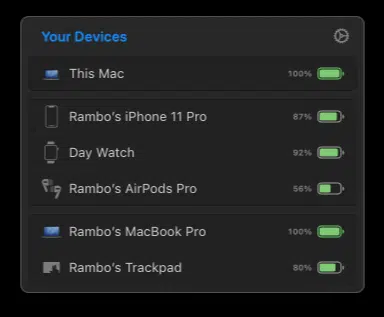 Your Devices
This Mac 100%
Rambo’s iPhone 11 Pro 87%
Day Watch 92%
Rambo’s AirPods Pro 56%
Rambo’s MacBook Pro 100%
Rambo’s Trackpad 80%